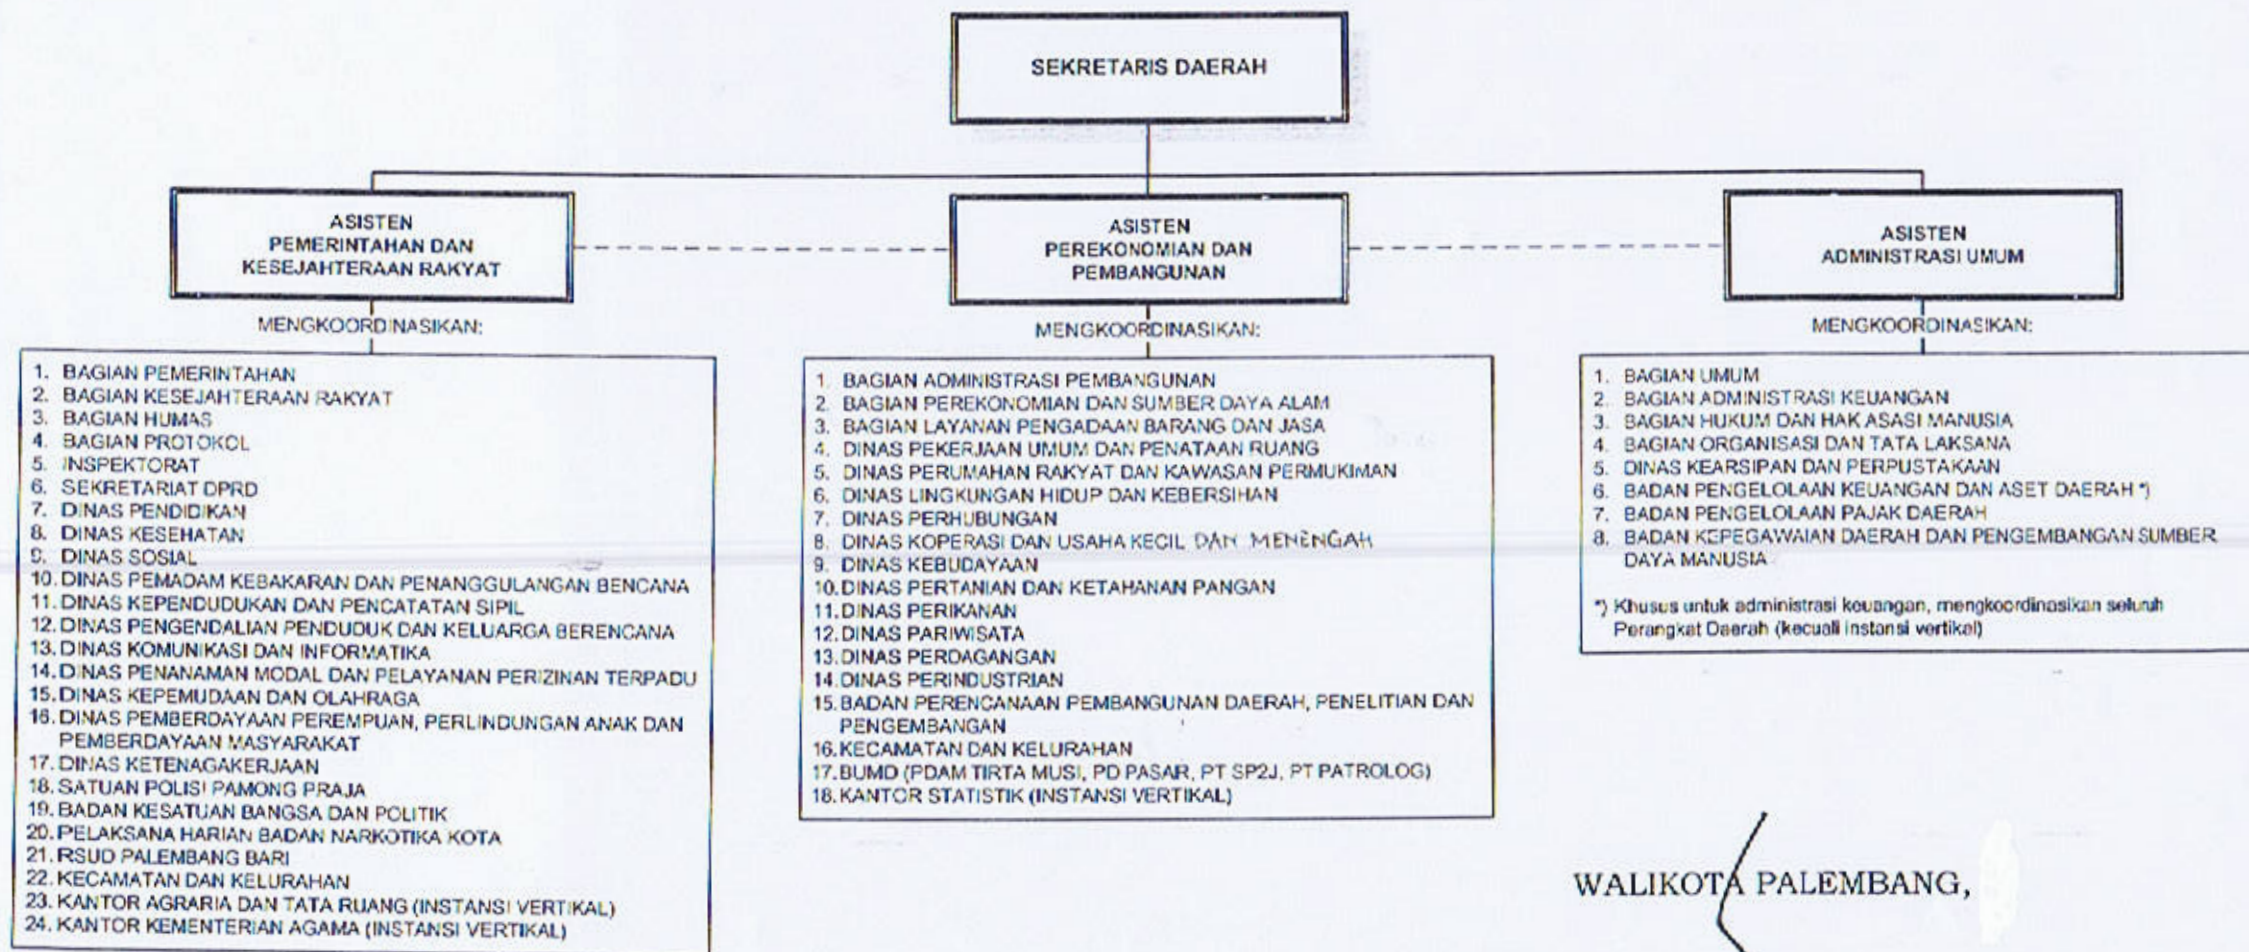 SEKRETARIS DAERAH
ASISTEN
PEMERINTAHAN DAN
KESEJAHTERAAN RAKYAT
MENGKOORDINASIKAN:
1. BAGIAN PEMERINTAHAN
2. BAGIAN KESEJAHTERAAN RAKYAT
3. BAGIAN HUMAS
4. BAGIAN PROTOKOL
5. INSPEKTORAT
6. SEKRETARIAT DPRD
7. DINAS PENDIDIKAN
8. DINAS KESEHATAN
9. DINAS SOSIAL
10. DINAS PEMADAM KEBAKARAN DAN PENANGGULANGAN BENCANA
11. DINAS KEPENDUDUKAN DAN PENCATATAN SIPIL
12. DINAS PENGENDALIAN PENDUDUK DAN KELUARGA BERENCANA
13. DINAS KOMUNIKASI DAN INFORMATIKA
14. DINAS PENANAMAN MODAL DAN PELAYANAN PERIZINAN TERPADU
15. DINAS KEPEMUDAAN DAN OLAHRAGA
16. DINAS PEMBERDAYAAN PEREMPUAN, PERLINDUNGAN ANAK DAN
PEMBERDAYAAN MASYARAKAT
17. DINAS KETENAGAKERJAAN
18. SATUAN POLISI PAMONG PRAJA
19. BADAN KESATUAN BANGSA DAN POLITIK
20. PELAKSANA HARIAN BADAN NARKOTIKA KOTA
21. RSUD PALEMBANG BARI
22. KECAMATAN DAN KELURAHAN
23. KANTOR AGRARIA DAN TATA RUANG (INSTANSI VERTIKAL)
24. KANTOR KEMENTERIAN AGAMA (INSTANSI VERTIKAL)
ASISTEN
PEREKONOMIAN DAN
PEMBANGUNAN
MENGKOORDINASIKAN:
1. BAGIAN ADMINISTRASI PEMBANGUNAN
2. BAGIAN PEREKONOMIAN DAN SUMBER DAYA ALAM
3. BAGIAN LAYANAN PENGADAAN BARANG DAN JASA
4. DINAS PEKERJAAN UMUM DAN PENATAAN RUANG
5. DINAS PERUMAHAN RAKYAT DAN KAWASAN PERMUKIMAN
6. DINAS LINGKUNGAN HIDUP DAN KEBERSIHAN
7. DINAS PERHUBUNGAN
8. DINAS KOPERASI DAN USAHA KECIL DAN MENENGAH
9. DINAS KEBUDAYAAN
10. DINAS PERTANIAN DAN KETAHANAN PANGAN
11. DINAS PERIKANAN
12. DINAS PARIWISATA
13. DINAS PERDAGANGAN
14. DINAS PERINDUSTRIAN
15. BADAN PERENCANAAN PEMBANGUNAN DAERAH, PENELITIAN DAN
PENGEMBANGAN
16. KECAMATAN DAN KELURAHAN
17. BUMD (PDAM TIRTA MUSI, PD PASAR, PT SP2J, PT PATROLOG)
18. KANTOR STATISTIK (INSTANSI VERTIKAL)
ASISTEN
ADMINISTRASI UMUM
MENGKOORDINASIKAN:
1. BAGIAN UMUM
2. BAGIAN ADMINISTRASI KEUANGAN
3. BAGIAN HUKUM DAN HAK ASASI MANUSIA
4. BAGIAN ORGANISASI DAN TATA LAKSANA
5. DINAS KEARSIPAN DAN PERPUSTAKAAN
6. BADAN PENGELOLAAN KEUANGAN DAN ASET DAERAH *)
7. BADAN PENGELOLAAN PAJAK DAERAH
8. BADAN KEPEGAWAIAN DAERAH DAN PENGEMBANGAN SUMBER
DAYA MANUSIA
*) Khusus untuk administrasi keuangan, mengkoordinasikan seluruh
Perangkat Daerah (kecuali instansi vertikal)
WALIKOTA PALEMBANG,